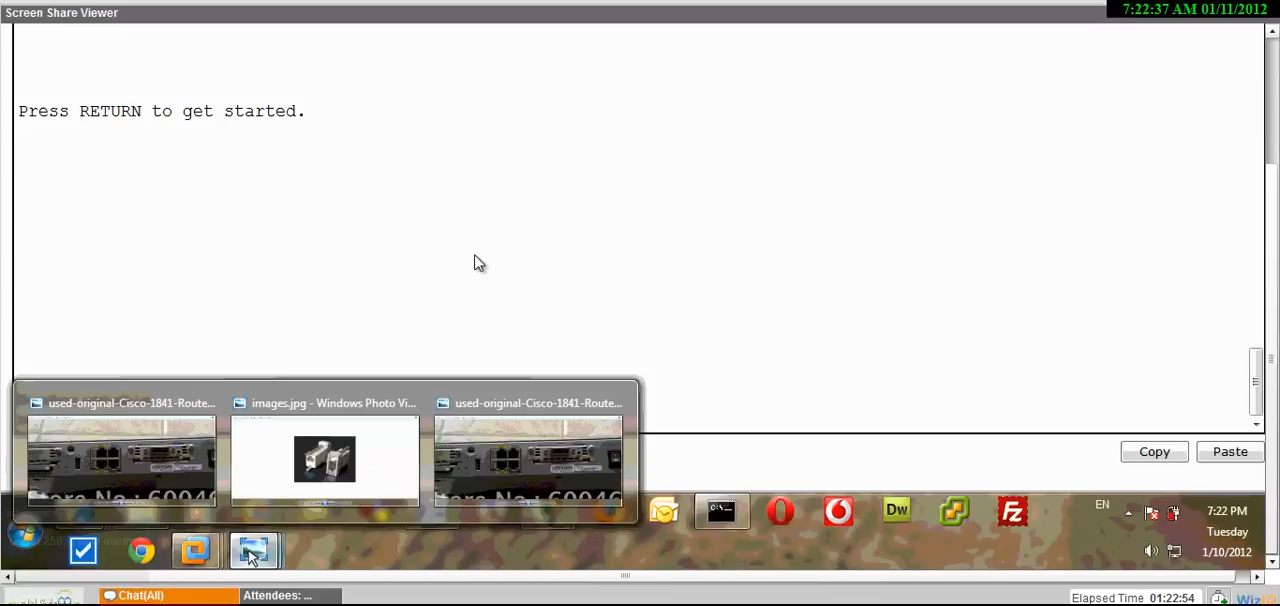 Screen Share Viewer
7:22:37 AM 01/11/2012
Press RETURN to get started.
used-original-Cisco-1841-Route...
images.jpg - Windows Photo Vi...
used-original-Cisco-1841-Route...
Copy
Paste
Dw
Fz
EN
7:22 PM
Tuesday
1/10/2012
Chat(All)
Attendees: ...
Elapsed Time
01:22:54